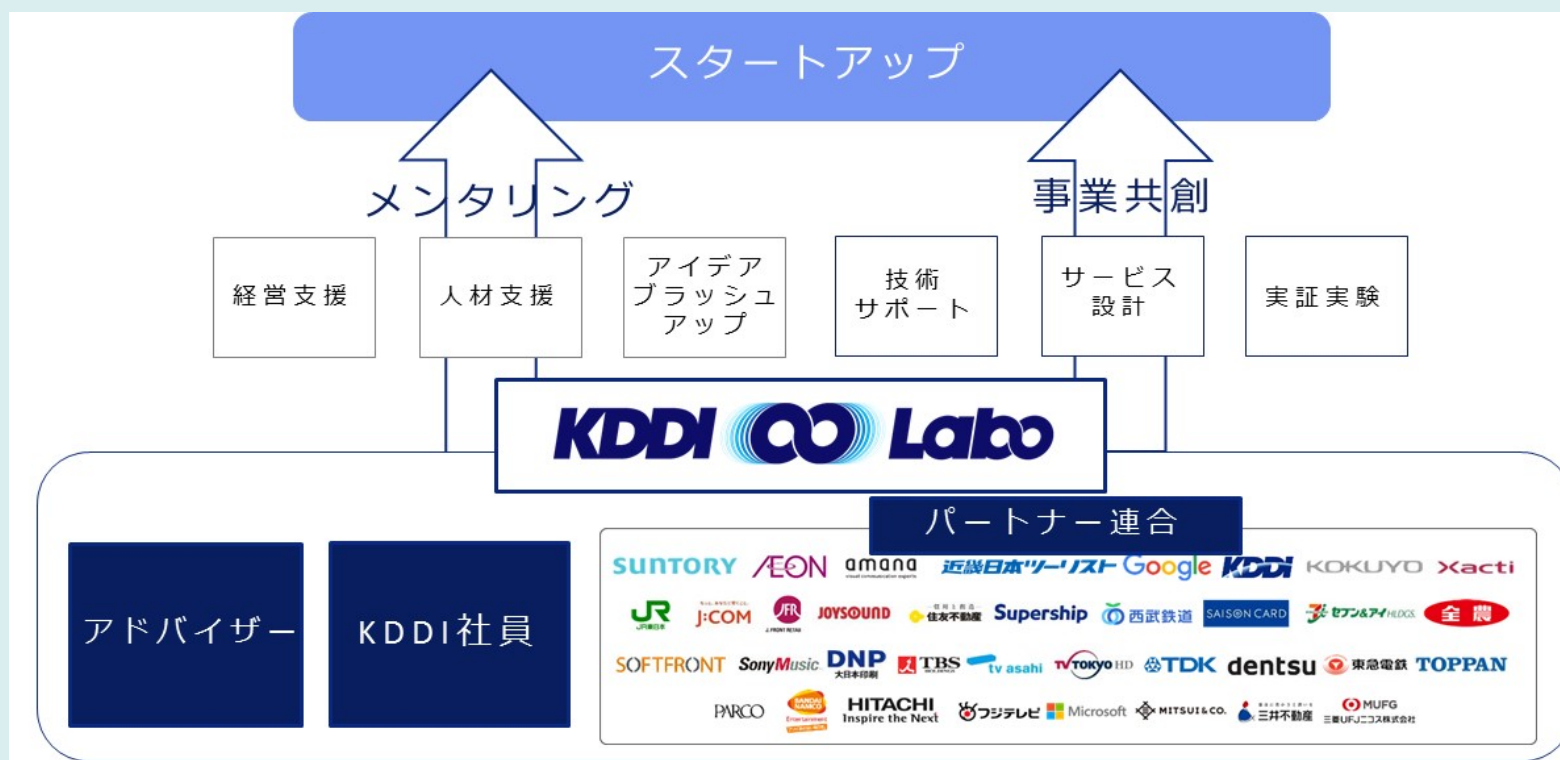 スタートアップ
メンタリング
事業共創
経営支援
人材支援
アイデア
ブラッシュ
アップ
技術
サポート
サービス
設計
実証実験
KDDI ∞ Labo
パートナー連合
アドバイザー
KDDI社員
SUNTORY ÆON amana 近畿日本ツーリスト Google KDDI KOKUYO Xacti
visual communication experts
JR J:COM JFR JOYSOUND 住友不動産 Supership 西武鉄道 SAISON CARD セブン&アイHLDGS. 全農
JR東日本 J. FRONT RETAILING
SOFTFRONT SonyMusic DNP TBS tv asahi TV TOKYO HD TDK dentsu 東急電鉄 TOPPAN
大日本印刷
PARCO BANDAI NAMCO Entertainment HITACHI フジテレビ Microsoft MITSUI & CO. 三井不動産 MUFG
Inspire the Next 三菱UFJニコス株式会社